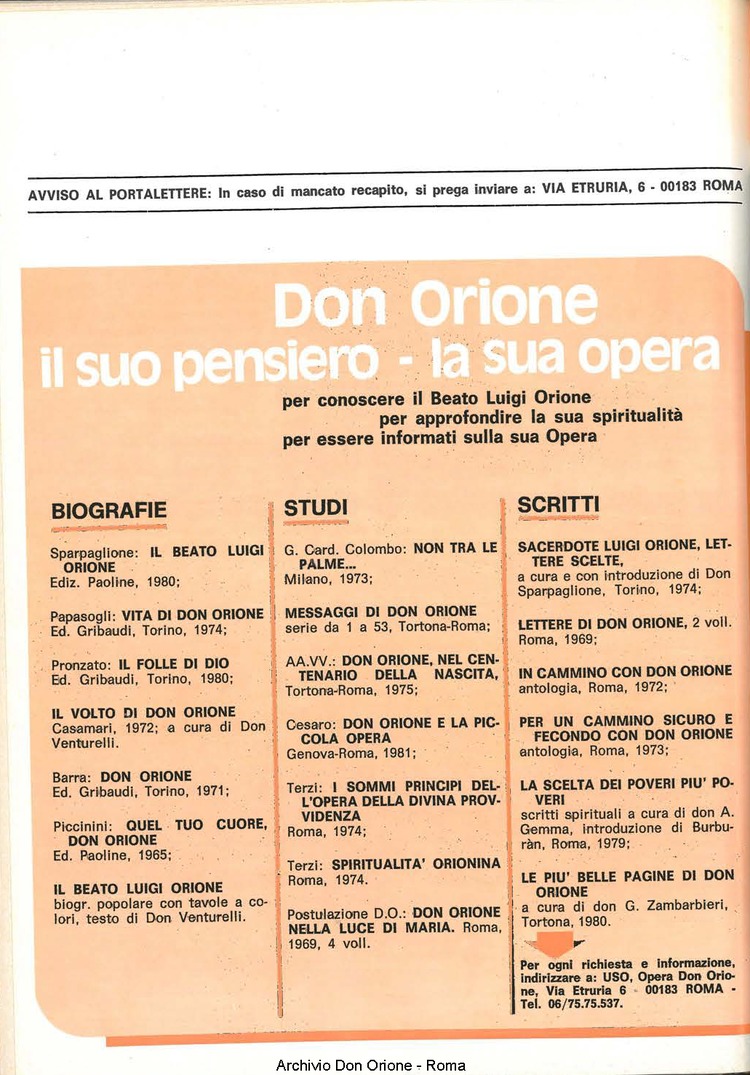 AVVISO AL PORTALETTERE: In caso di mancato recapito, si prega inviare a: VIA ETRURIA, 6 - 00183 ROMA
Don Orione
il suo pensiero - la sua opera
per conoscere il Beato Luigi Orione
per approfondire la sua spiritualità
per essere informati sulla sua Opera
BIOGRAFIE
Sparpaglione: IL BEATO LUIGI
ORIONE
Ediz. Paoline, 1980;
Papasogli: VITA DI DON ORIONE
Ed. Gribaudi, Torino, 1974;
Pronzato: IL FOLLE DI DIO
Ed. Gribaudi, Torino, 1980;
IL VOLTO DI DON ORIONE
Casamari, 1972; a cura di Don
Venturelli.
Barra: DON ORIONE
Ed. Gribaudi, Torino, 1971;
Piccinini: QUEL TUO CUORE,
DON ORIONE
Ed. Paoline, 1965;
IL BEATO LUIGI ORIONE
biogr. popolare con tavole a co-
lori, testo di Don Venturelli.
STUDI
G. Card. Colombo: NON TRA LE
PALME...
Milano, 1973;
MESSAGGI DI DON ORIONE
serie da 1 a 53, Tortona-Roma;
AA.VV.: DON ORIONE, NEL CEN-
TENARIO DELLA NASCITA,
Tortona-Roma, 1975;
Cesaro: DON ORIONE E LA PIC-
COLA OPERA
Genova-Roma, 1981;
Terzi: I SOMMI PRINCIPI DEL-
L'OPERA DELLA DIVINA PROV-
VIDENZA
Roma, 1974;
Terzi: SPIRITUALITA' ORIONINA
Roma, 1974.
Postulazione D.O.: DON ORIONE
NELLA LUCE DI MARIA. Roma,
1969, 4 voll.
SCRITTI
SACERDOTE LUIGI ORIONE, LET-
TERE SCELTE,
a cura e con introduzione di Don
Sparpaglione, Torino, 1974;
LETTERE DI DON ORIONE, 2 voll.
Roma, 1969;
IN CAMMINO CON DON ORIONE
antologia, Roma, 1972;
PER UN CAMMINO SICURO E
FECONDO CON DON ORIONE
antologia, Roma, 1973;
LA SCELTA DEI POVERI PIU' PO-
VERI
scritti spirituali a cura di don A.
Gemma, introduzione di Burbu-
ràn, Roma, 1979;
LE PIU' BELLE PAGINE DI DON
ORIONE
a cura di don G. Zambarbieri,
Tortona, 1980.
Per ogni richiesta e informazione,
indirizzare a: USO, Opera Don Orio-
ne, Via Etruria 6 - 00183 ROMA -
Tel. 06/75.75.537.
Archivio Don Orione - Roma